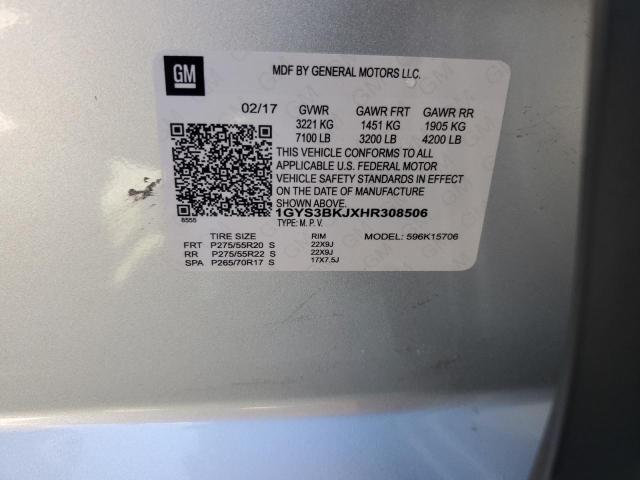 GM
MDF BY GENERAL MOTORS LLC.
02/17 GVWR GAWR FRT GAWR RR
3221 KG 1451 KG 1905 KG
7100 LB 3200 LB 4200 LB
THIS VEHICLE CONFORMS TO ALL
APPLICABLE U.S. FEDERAL MOTOR
VEHICLE SAFETY STANDARDS IN EFFECT
ON THE DATE OF MANUFACTURE
SHOWN ABOVE.
1GYS3BKJXHR308506
8555 TYPE: M. P. V.
TIRE SIZE RIM MODEL: 596K15706
FRT P275/55R20 S 22X9J
RR P275/55R22 S 22X9J
SPA P265/70R17 S 17X7.5J